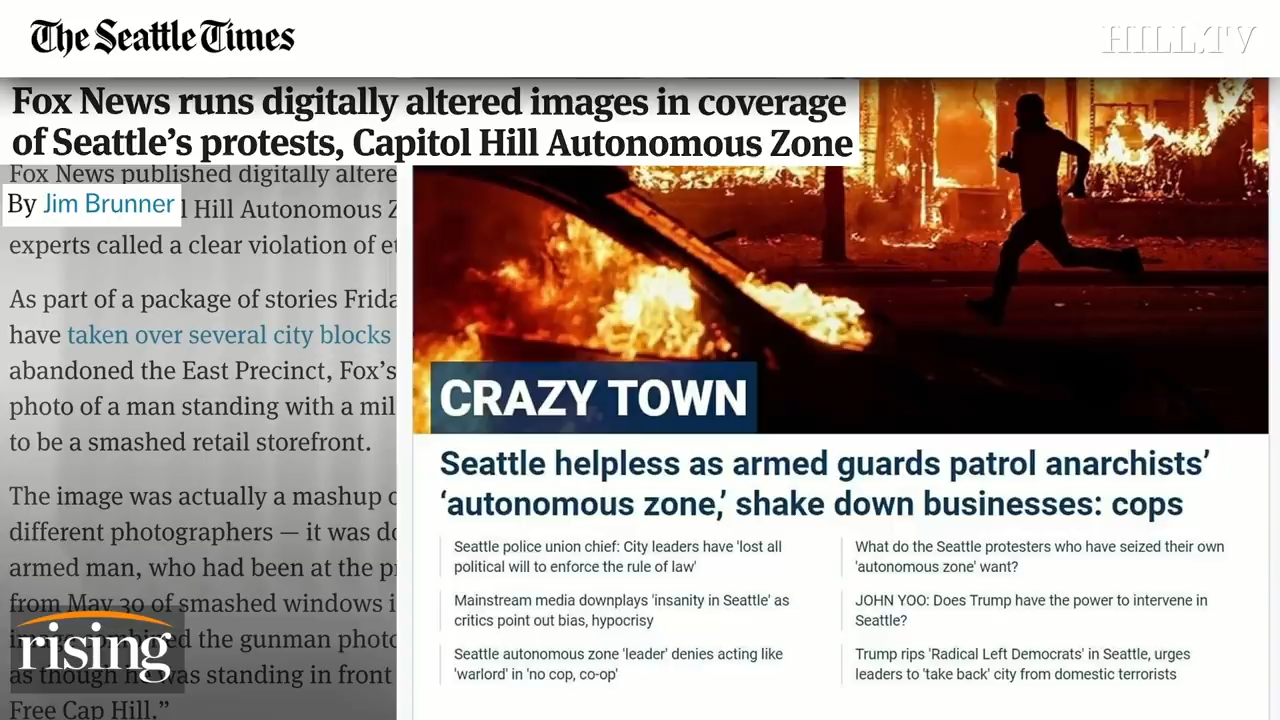 The Seattle Times
HILL.TV
Fox News runs digitally altered images in coverage
of Seattle's protests, Capitol Hill Autonomous Zone
Fox News published digitally altere
By Jim Brunner
l Hill Autonomous Z
experts called a clear violation of et
As part of a package of stories Frida
have taken over several city blocks
abandoned the East Precinct, Fox's
photo of a man standing with a mil
to be a smashed retail storefront.
The image was actually a mashup o
different photographers — it was do
armed man, who had been at the pr
from May 30 of smashed windows i
image combined the gunman photo
as though he was standing in front
Free Cap Hill."
rising
CRAZY TOWN
Seattle helpless as armed guards patrol anarchists'
'autonomous zone,' shake down businesses: cops
Seattle police union chief: City leaders have 'lost all
political will to enforce the rule of law'
Mainstream media downplays 'insanity in Seattle' as
critics point out bias, hypocrisy
Seattle autonomous zone 'leader' denies acting like
'warlord' in 'no cop, co-op'
What do the Seattle protesters who have seized their own
'autonomous zone' want?
JOHN YOO: Does Trump have the power to intervene in
Seattle?
Trump rips 'Radical Left Democrats' in Seattle, urges
leaders to 'take back' city from domestic terrorists